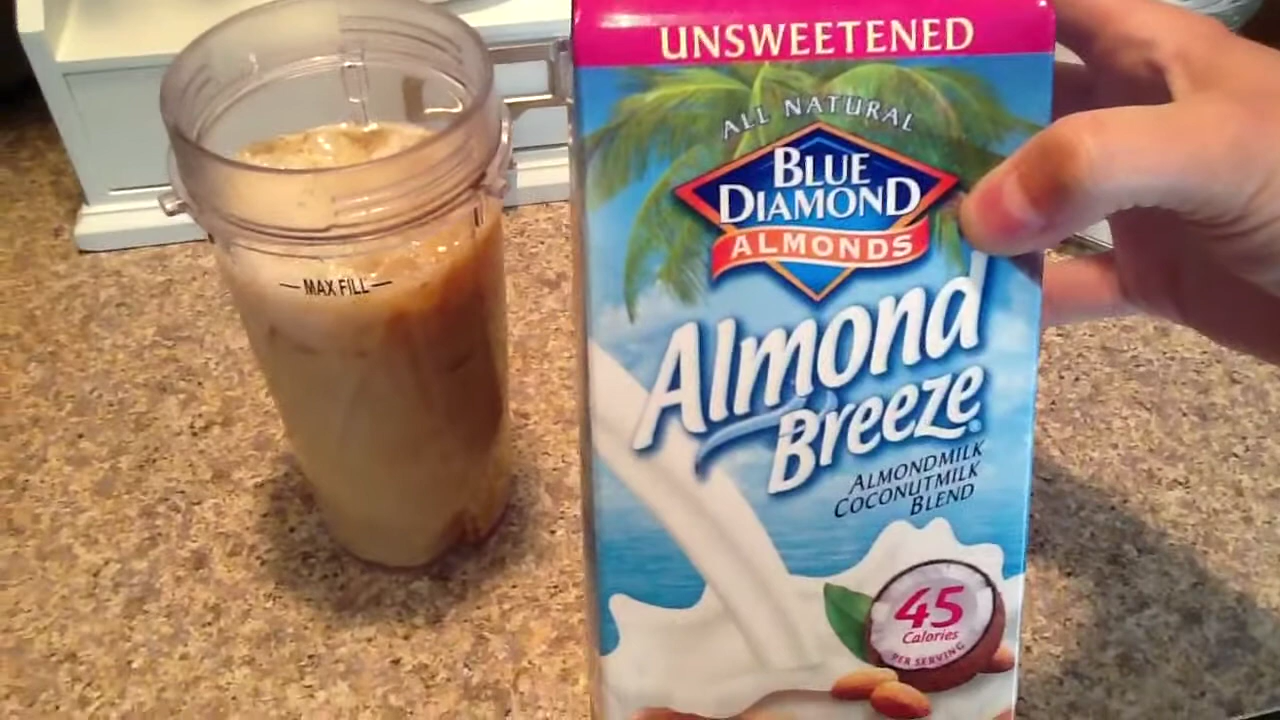 UNSWEETENED
ALL NATURAL
BLUE
DIAMOND
ALMONDS
Almond
Breeze®
ALMONDMILK
COCONUTMILK
BLEND
45
Calories
PER SERVING
— MAX FILL —